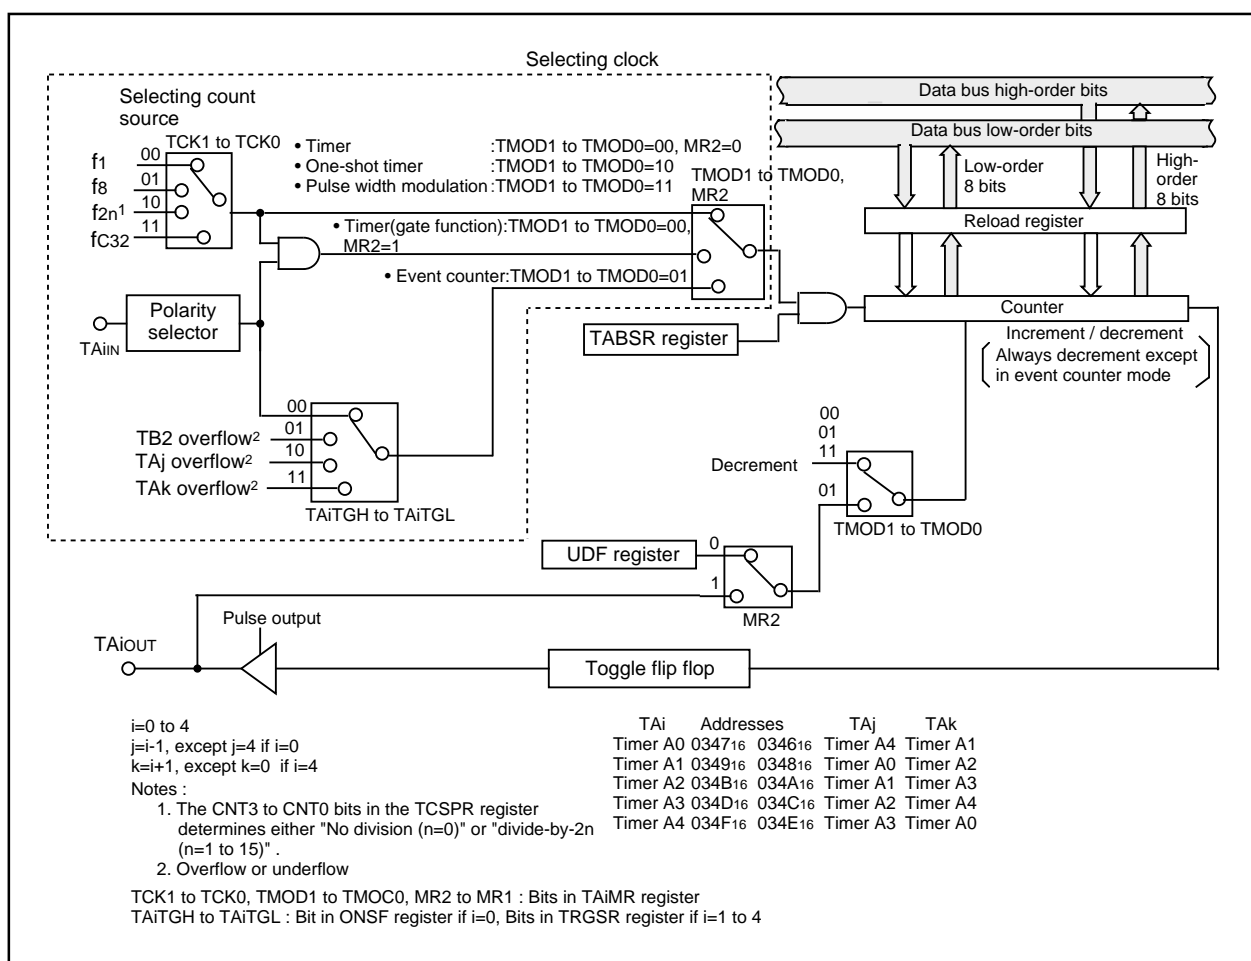 Selecting clock
Selecting count
source
TCK1 to TCK0
f1
00
f8
01
f2n1
10
fC32
11
• Timer :TMOD1 to TMOD0=00, MR2=0
• One-shot timer :TMOD1 to TMOD0=10
• Pulse width modulation :TMOD1 to TMOD0=11
TMOD1 to TMOD0,
MR2
• Timer(gate function):TMOD1 to TMOD0=00,
MR2=1
• Event counter:TMOD1 to TMOD0=01
Data bus high-order bits
Data bus low-order bits
Low-order
8 bits
High-
order
8 bits
Reload register
Counter
Increment / decrement
Always decrement except
in event counter mode
Polarity
selector
TAiIN
TABSR register
00
TB2 overflow2
01
TAj overflow2
10
TAk overflow2
11
TAiTGH to TAiTGL
00
01
11
Decrement
01
TMOD1 to TMOD0
UDF register
0
1
MR2
Pulse output
TAiOUT
Toggle flip flop
i=0 to 4
j=i-1, except j=4 if i=0
k=i+1, except k=0 if i=4
Notes :
1. The CNT3 to CNT0 bits in the TCSPR register
determines either "No division (n=0)" or "divide-by-2n
(n=1 to 15)" .
2. Overflow or underflow
TAi Addresses TAj TAk
Timer A0 034716 034616 Timer A4 Timer A1
Timer A1 034916 034816 Timer A0 Timer A2
Timer A2 034B16 034A16 Timer A1 Timer A3
Timer A3 034D16 034C16 Timer A2 Timer A4
Timer A4 034F16 034E16 Timer A3 Timer A0
TCK1 to TCK0, TMOD1 to TMOC0, MR2 to MR1 : Bits in TAiMR register
TAiTGH to TAiTGL : Bit in ONSF register if i=0, Bits in TRGSR register if i=1 to 4